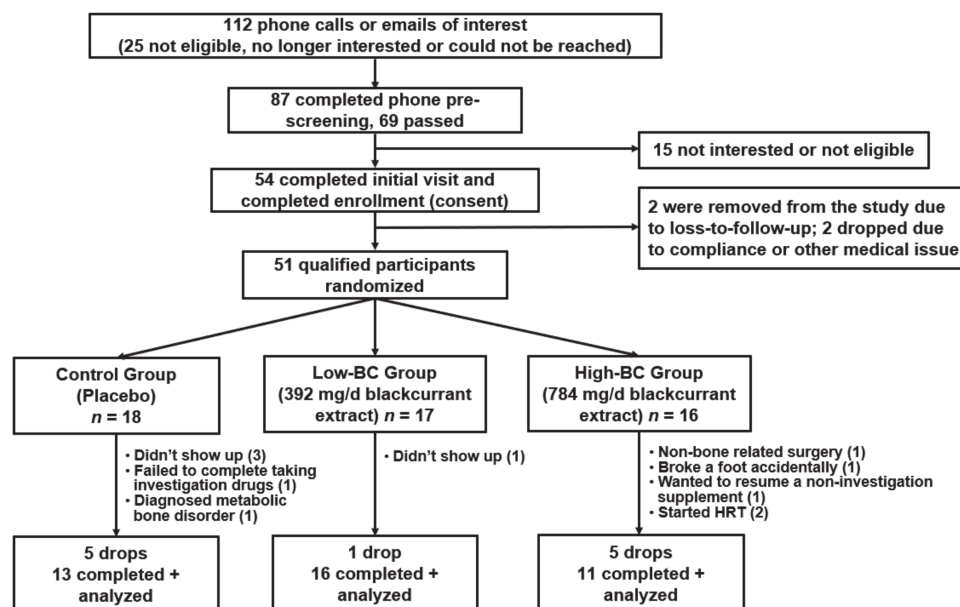 112 phone calls or emails of interest
(25 not eligible, no longer interested or could not be reached)
87 completed phone pre-
screening, 69 passed
15 not interested or not eligible
54 completed initial visit and
completed enrollment (consent)
2 were removed from the study due
to loss-to-follow-up; 2 dropped due
to compliance or other medical issue
51 qualified participants
randomized
Control Group
(Placebo)
n = 18
Low-BC Group
(392 mg/d blackcurrant
extract) n = 17
High-BC Group
(784 mg/d blackcurrant
extract) n = 16
• Didn't show up (3)
• Failed to complete taking
investigation drugs (1)
• Diagnosed metabolic
bone disorder (1)
• Didn't show up (1)
• Non-bone related surgery (1)
• Broke a foot accidentally (1)
• Wanted to resume a non-investigation
supplement (1)
• Started HRT (2)
5 drops
13 completed +
analyzed
1 drop
16 completed +
analyzed
5 drops
11 completed +
analyzed